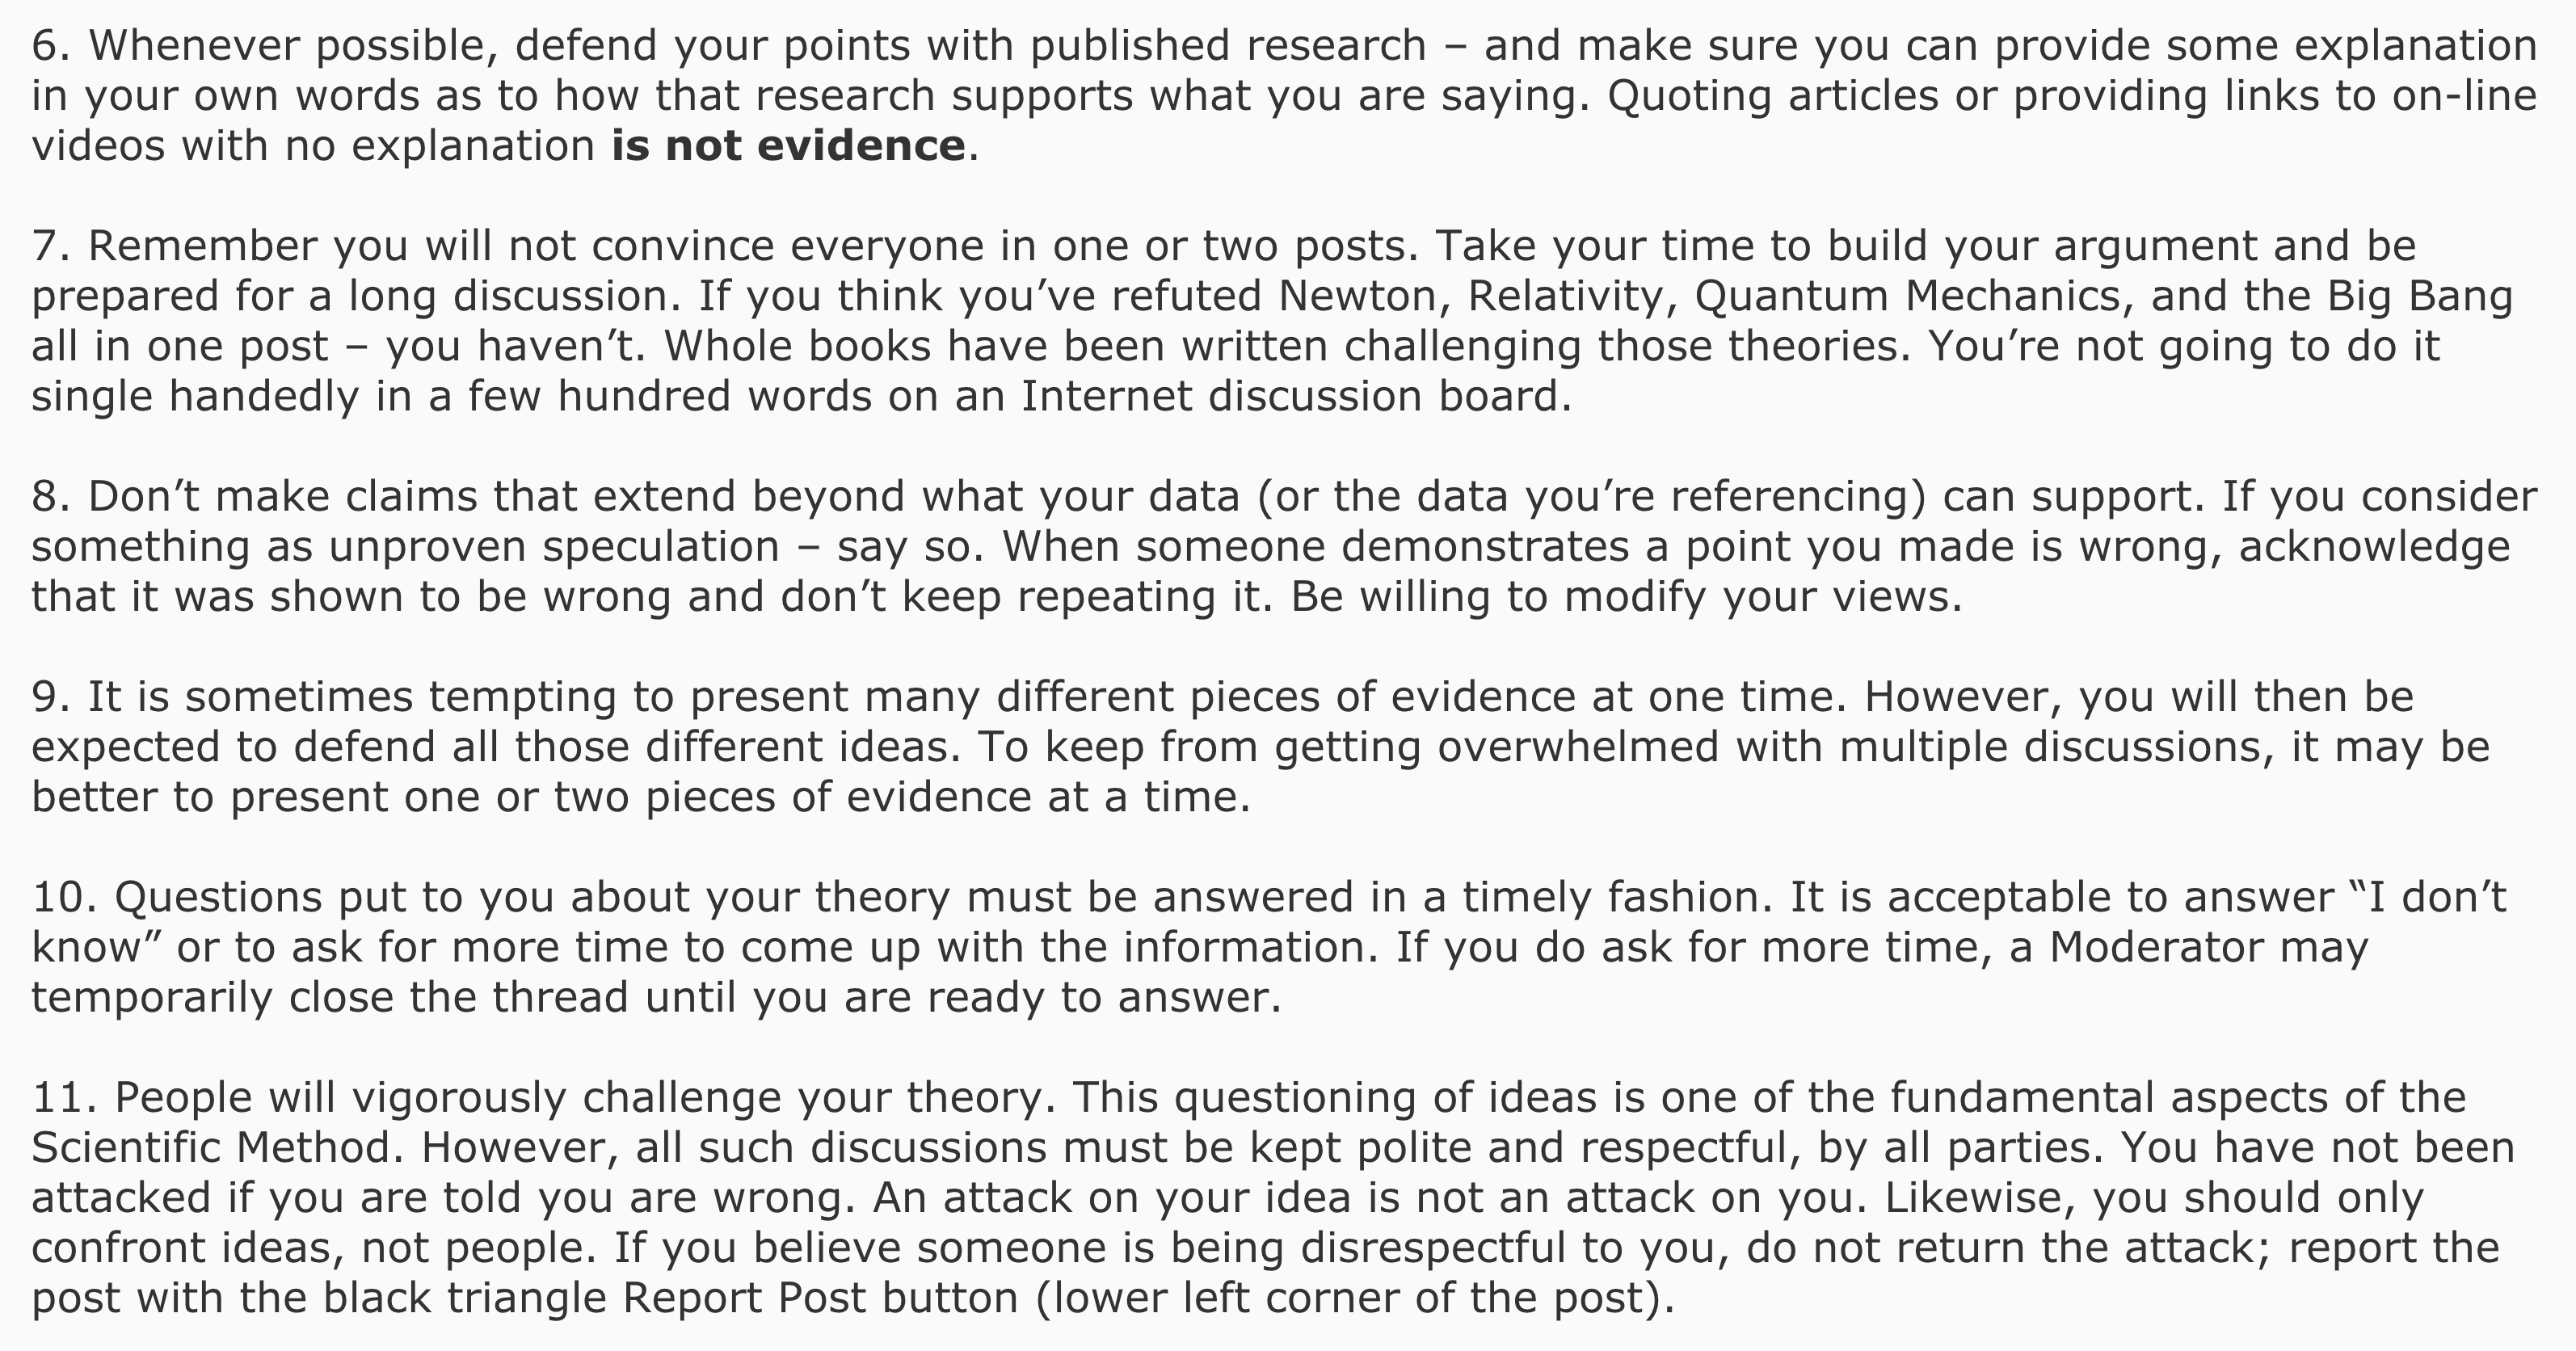 6. Whenever possible, defend your points with published research – and make sure you can provide some explanation
in your own words as to how that research supports what you are saying. Quoting articles or providing links to on-line
videos with no explanation is not evidence.
7. Remember you will not convince everyone in one or two posts. Take your time to build your argument and be
prepared for a long discussion. If you think you’ve refuted Newton, Relativity, Quantum Mechanics, and the Big Bang
all in one post – you haven’t. Whole books have been written challenging those theories. You’re not going to do it
single handedly in a few hundred words on an Internet discussion board.
8. Don’t make claims that extend beyond what your data (or the data you’re referencing) can support. If you consider
something as unproven speculation – say so. When someone demonstrates a point you made is wrong, acknowledge
that it was shown to be wrong and don’t keep repeating it. Be willing to modify your views.
9. It is sometimes tempting to present many different pieces of evidence at one time. However, you will then be
expected to defend all those different ideas. To keep from getting overwhelmed with multiple discussions, it may be
better to present one or two pieces of evidence at a time.
10. Questions put to you about your theory must be answered in a timely fashion. It is acceptable to answer “I don’t
know” or to ask for more time to come up with the information. If you do ask for more time, a Moderator may
temporarily close the thread until you are ready to answer.
11. People will vigorously challenge your theory. This questioning of ideas is one of the fundamental aspects of the
Scientific Method. However, all such discussions must be kept polite and respectful, by all parties. You have not been
attacked if you are told you are wrong. An attack on your idea is not an attack on you. Likewise, you should only
confront ideas, not people. If you believe someone is being disrespectful to you, do not return the attack; report the
post with the black triangle Report Post button (lower left corner of the post).